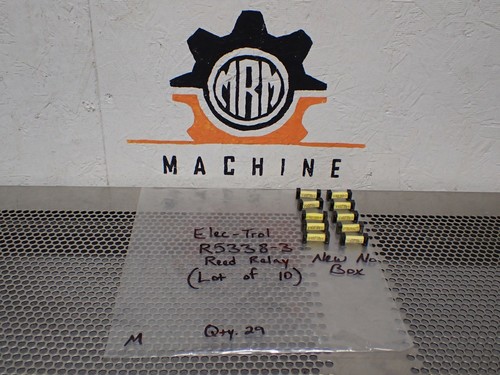 MRM
MACHINE
Elec-Trol
R5338-3
Reed Relay
(Lot of 10)
New No
Box
M
Qty. 29